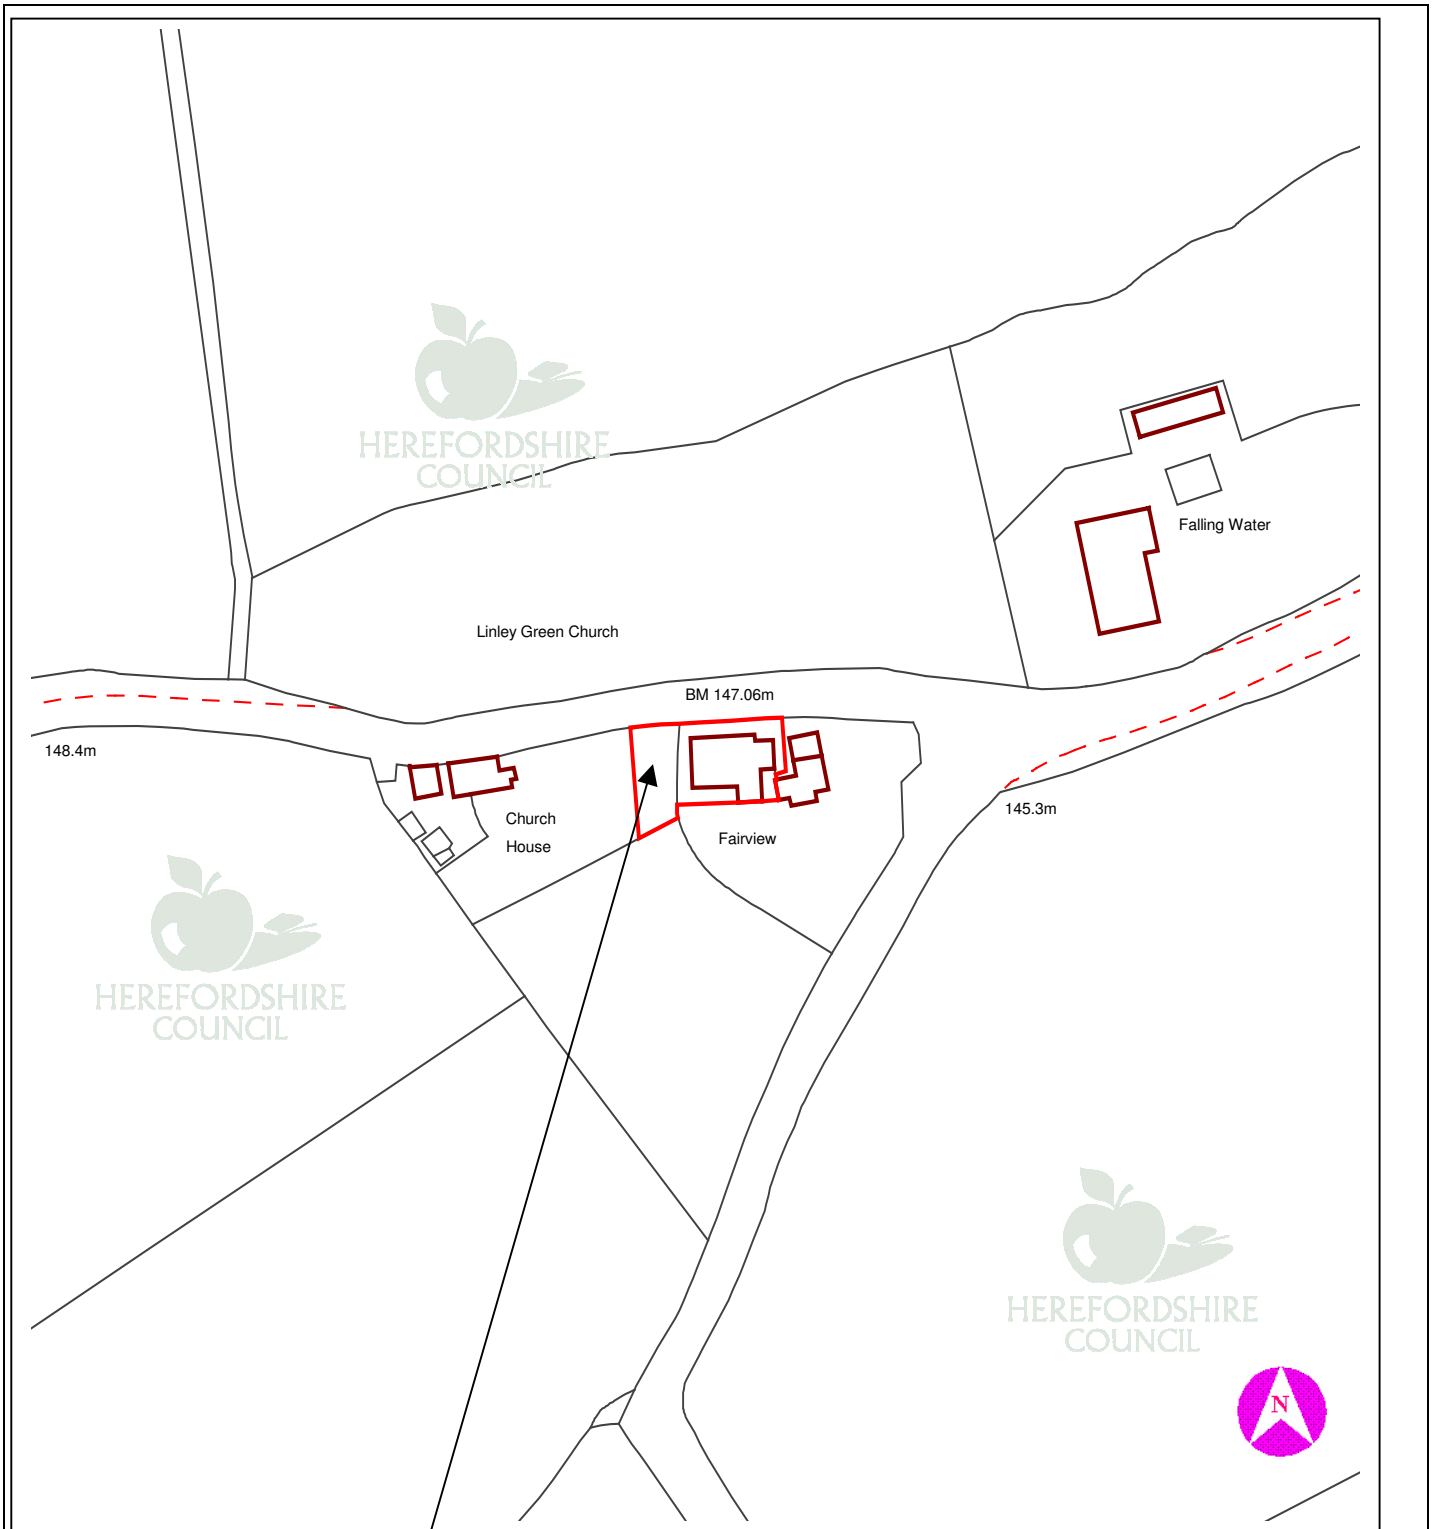 HEREFORDSHIRE
COUNCIL
Falling Water
Linley Green Church
BM 147.06m
148.4m
145.3m
Church
House
Fairview
HEREFORDSHIRE
COUNCIL
HEREFORDSHIRE
COUNCIL
N